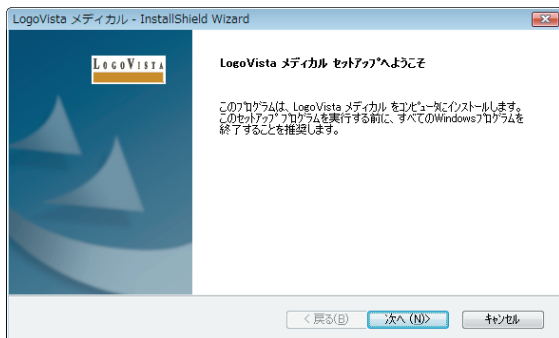 LogoVista メディカル - InstallShield Wizard
LOGOVISTA
LogoVista メディカル ｾｯﾄｱｯﾌﾟへようこそ
このﾌﾟﾛｸﾞﾗﾑは、LogoVista メディカル をｺﾝﾋﾟｭｰﾀにｲﾝｽﾄｰﾙします。
このｾｯﾄｱｯﾌﾟ ﾌﾟﾛｸﾞﾗﾑを実行する前に、すべてのWindowsﾌﾟﾛｸﾞﾗﾑを
終了することを推奨します。
< 戻る(B)
次へ (N)>
ｷｬﾝｾﾙ